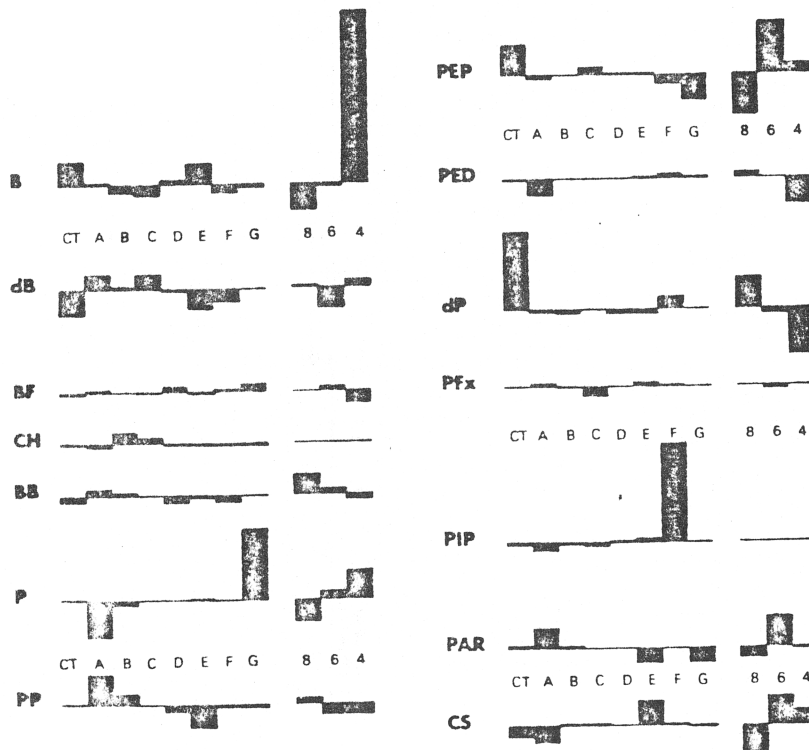 B
CT A B C D E F G 8 6 4
dB
BF
CH
BB
P
CT A B C D E F G 8 6 4
PP
PEP
CT A B C D E F G 8 6 4
PED
dP
PFx
CT A B C D E F G 8 6 4
PIP
PAR
CT A B C D E F G 8 6 4
CS